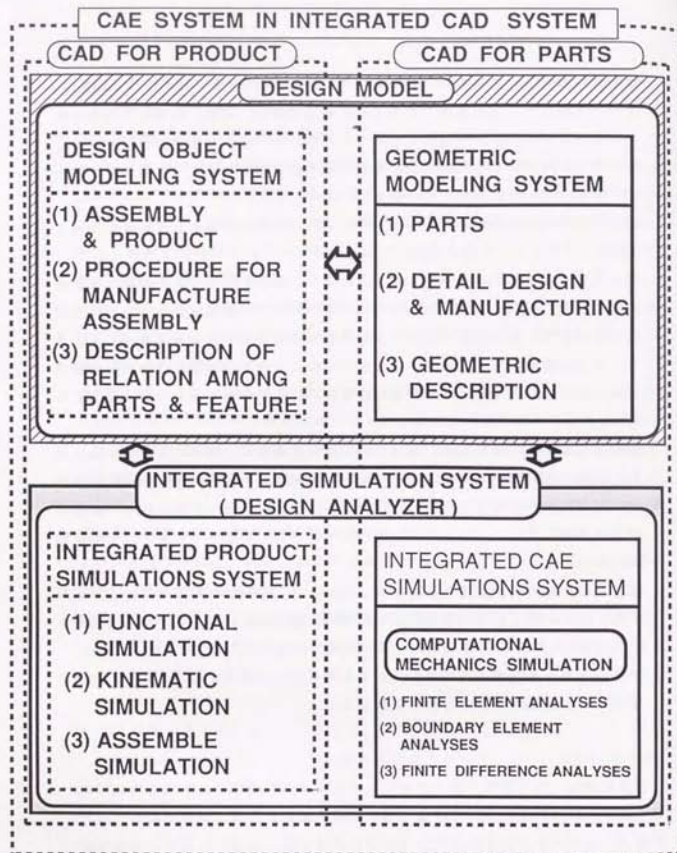 CAE SYSTEM IN INTEGRATED CAD SYSTEM
CAD FOR PRODUCT
CAD FOR PARTS
DESIGN MODEL
DESIGN OBJECT
MODELING SYSTEM
(1) ASSEMBLY
& PRODUCT
(2) PROCEDURE FOR
MANUFACTURE
ASSEMBLY
(3) DESCRIPTION OF
RELATION AMONG
PARTS & FEATURE
GEOMETRIC
MODELING SYSTEM
(1) PARTS
(2) DETAIL DESIGN
& MANUFACTURING
(3) GEOMETRIC
DESCRIPTION
INTEGRATED SIMULATION SYSTEM
( DESIGN ANALYZER )
INTEGRATED PRODUCT
SIMULATIONS SYSTEM
(1) FUNCTIONAL
SIMULATION
(2) KINEMATIC
SIMULATION
(3) ASSEMBLE
SIMULATION
INTEGRATED CAE
SIMULATIONS SYSTEM
COMPUTATIONAL
MECHANICS SIMULATION
(1) FINITE ELEMENT ANALYSES
(2) BOUNDARY ELEMENT
ANALYSES
(3) FINITE DIFFERENCE ANALYSES